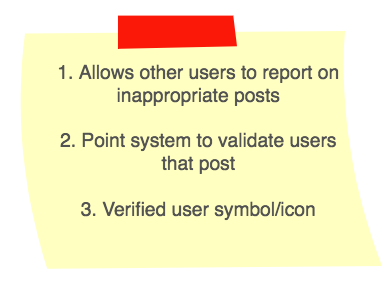 1. Allows other users to report on
inappropriate posts
2. Point system to validate users
that post
3. Verified user symbol/icon